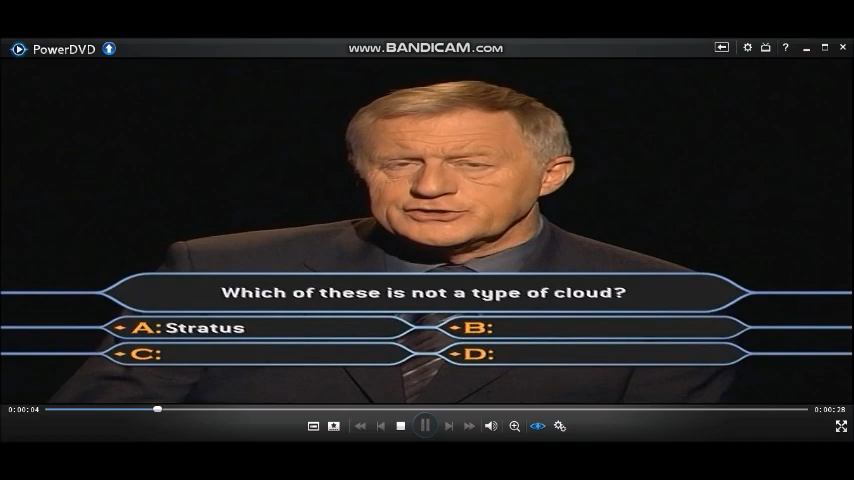 PowerDVD
www.BANDICAM.com
?
Which of these is not a type of cloud?
A: Stratus
B:
C:
D:
0:00:04
0:00:28